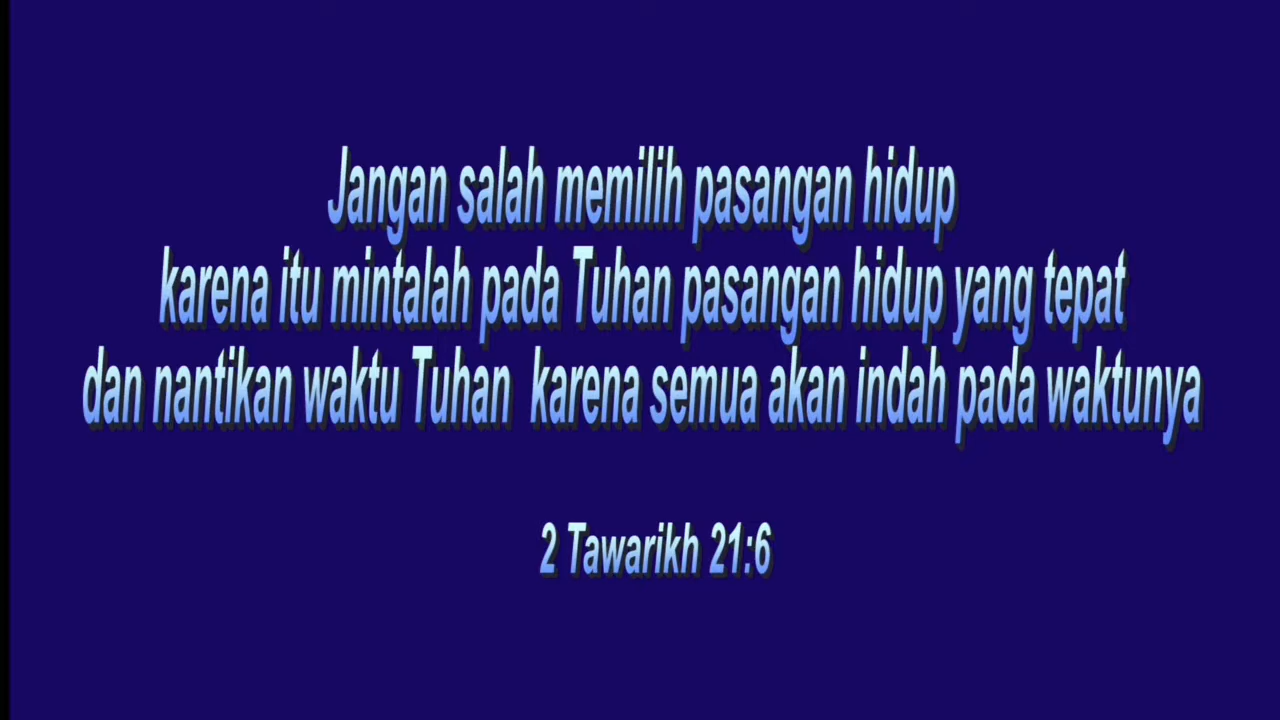 Jangan salah memilih pasangan hidup
karena itu mintalah pada Tuhan pasangan hidup yang tepat
dan nantikan waktu Tuhan karena semua akan indah pada waktunya
2 Tawarikh 21:6